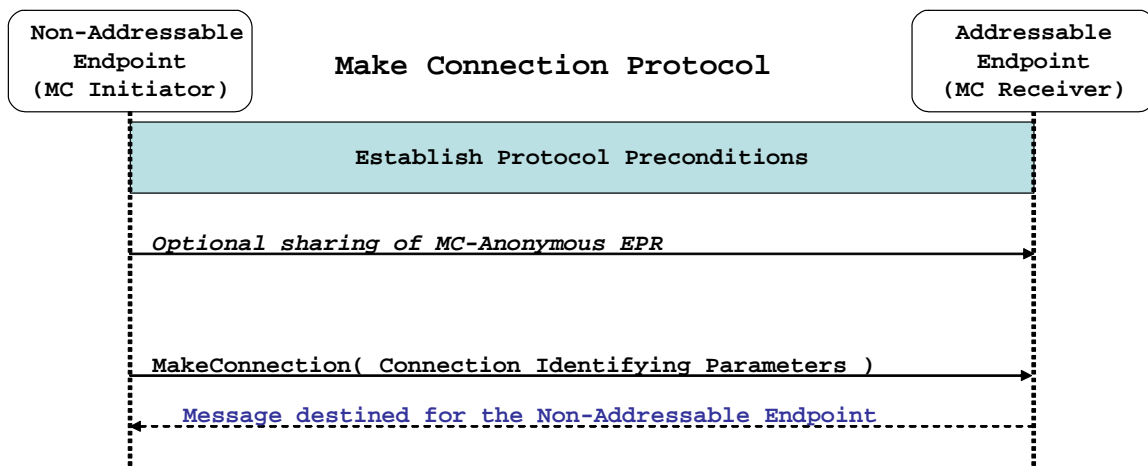 Non-Addressable
Endpoint
(MC Initiator)
Make Connection Protocol
Addressable
Endpoint
(MC Receiver)
Establish Protocol Preconditions
Optional sharing of MC-Anonymous EPR
MakeConnection( Connection Identifying Parameters )
Message destined for the Non-Addressable Endpoint